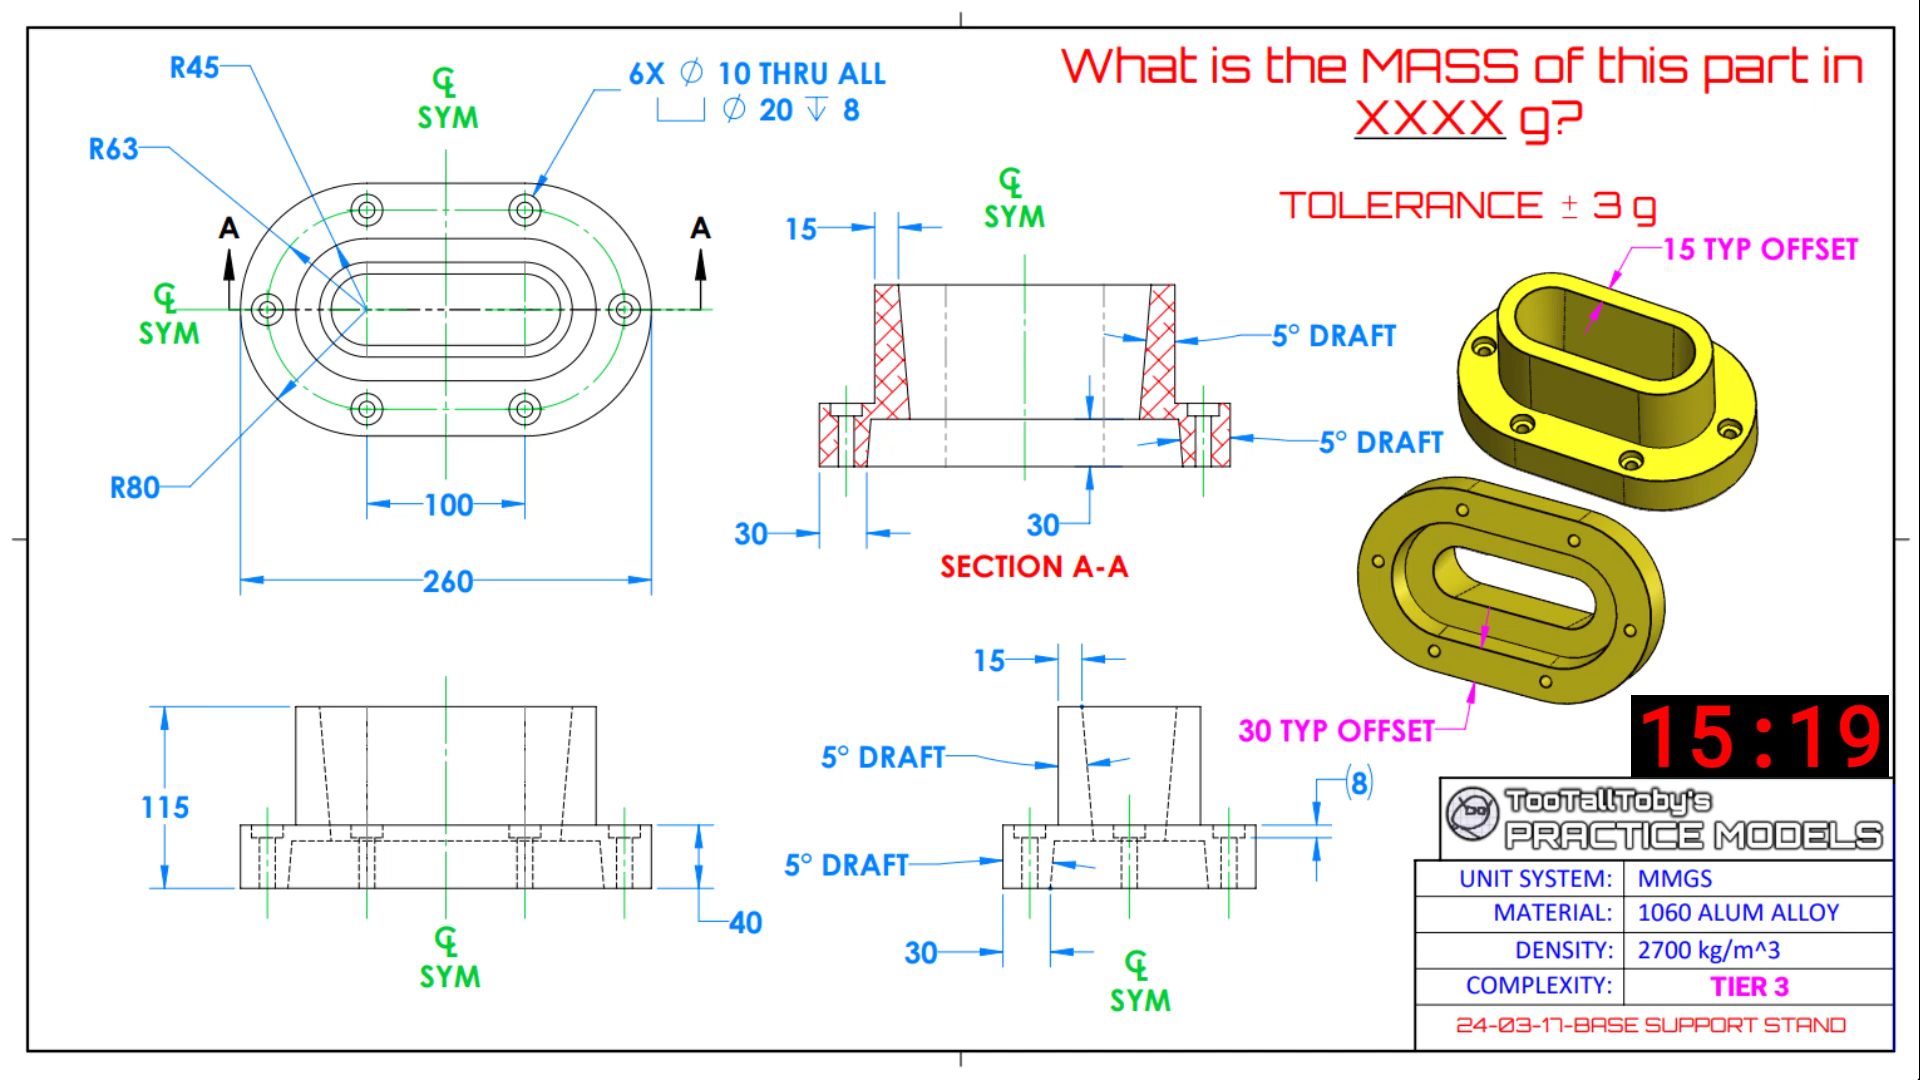 What is the MASS of this part in
XXXX g?
TOLERANCE ± 3 g
R45
℄
SYM
6X ⌀ 10 THRU ALL
⌴ ⌀ 20 ↧ 8
R63
A
A
℄
SYM
R80
100
260
℄
SYM
15
5° DRAFT
5° DRAFT
30
30
SECTION A-A
15 TYP OFFSET
30 TYP OFFSET
115
40
℄
SYM
15
5° DRAFT
(8)
5° DRAFT
30
℄
SYM
15:19
TooTallToby's
PRACTICE MODELS
UNIT SYSTEM: MMGS
MATERIAL: 1060 ALUM ALLOY
DENSITY: 2700 kg/m^3
COMPLEXITY: TIER 3
24-03-17-BASE SUPPORT STAND